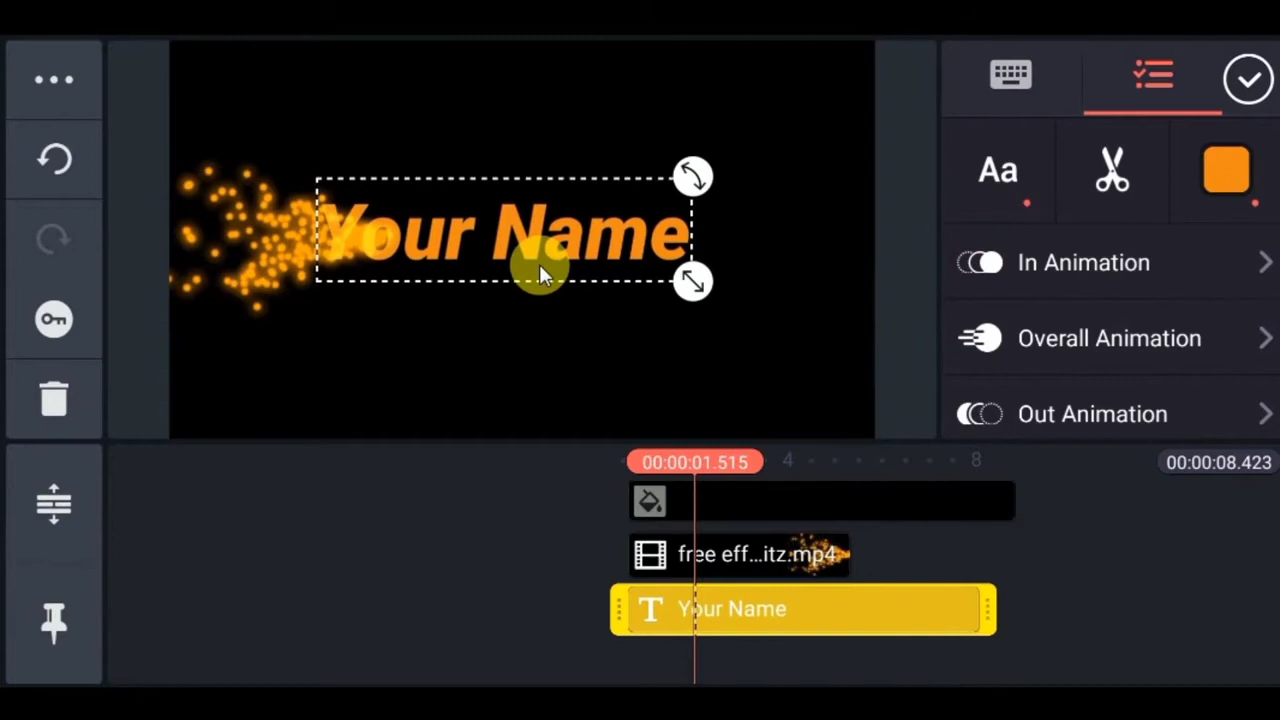 Your Name
Aa
In Animation
Overall Animation
Out Animation
00:00:01.515
4
8
00:00:08.423
free eff...itz.mp4
T
Your Name